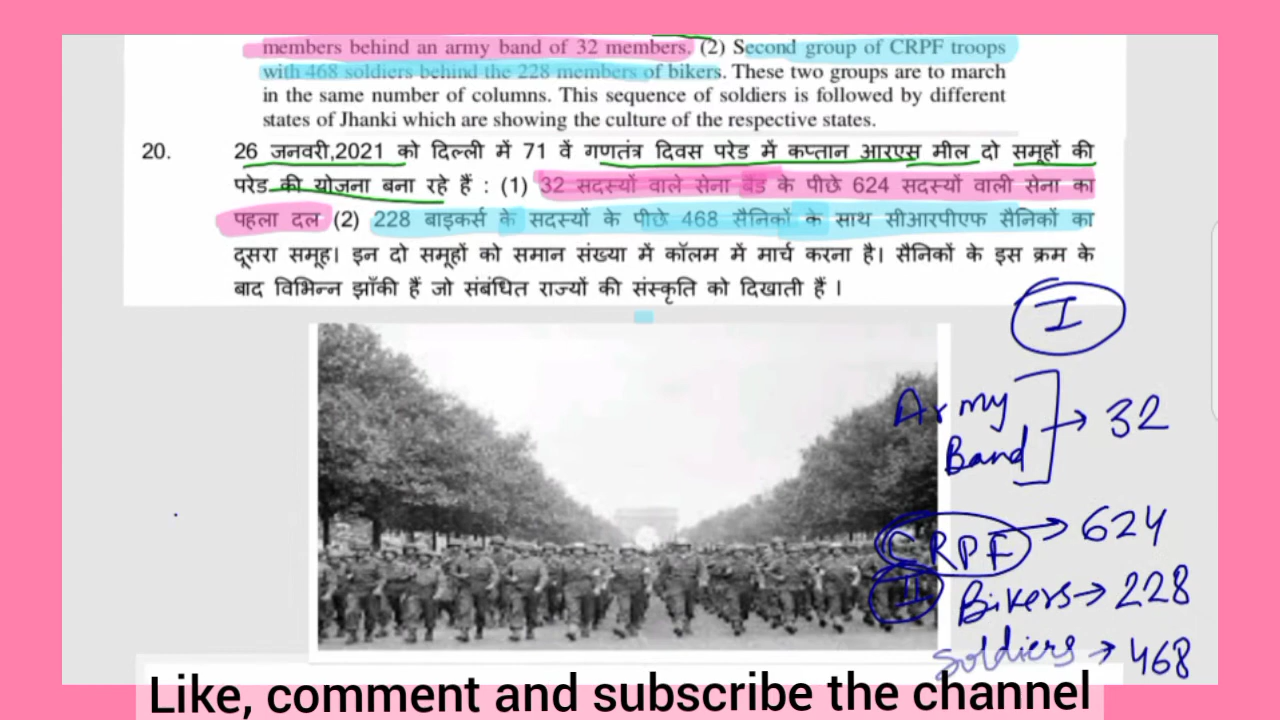 members behind an army band of 32 members. (2) Second group of CRPF troops
with 468 soldiers behind the 228 members of bikers. These two groups are to march
in the same number of columns. This sequence of soldiers is followed by different
states of Jhanki which are showing the culture of the respective states.
20. 26 जनवरी,2021 को दिल्ली में 71 वें गणतंत्र दिवस परेड में कप्तान आरएस मील दो समूहों की
परेड की योजना बना रहे हैं : (1) 32 सदस्यों वाले सेना बैंड के पीछे 624 सदस्यों वाली सेना का
पहला दल (2) 228 बाइकर्स के सदस्यों के पीछे 468 सैनिकों के साथ सीआरपीएफ सैनिकों का
दूसरा समूह। इन दो समूहों को समान संख्या में कॉलम में मार्च करना है। सैनिकों के इस क्रम के
बाद विभिन्न झाँकी हैं जो संबंधित राज्यों की संस्कृति को दिखाती हैं ।
I
Army
Band → 32
CRPF → 624
II Bikers → 228
Soldiers → 468
Like, comment and subscribe the channel